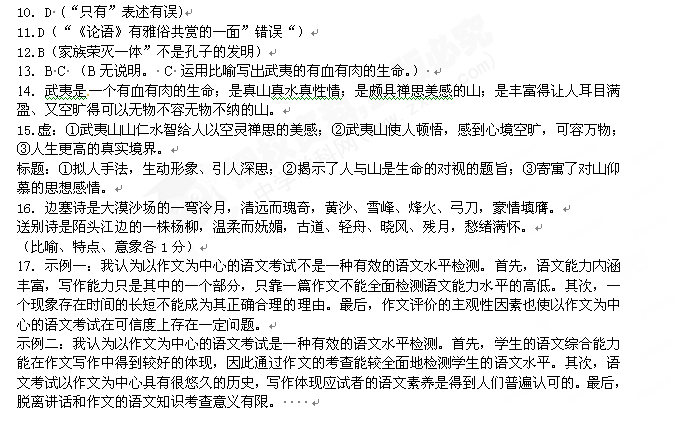 10. D (“只有”表述有误)
11.D(“《论语》有雅俗共赏的一面”错误“)
12.B(家族荣灭一体”不是孔子的发明)
13. B C (B无说明。 C运用比喻写出武夷的有血有肉的生命。)
14. 武夷是一个有血有肉的生命；是真山真水真性情；是颇具禅思美感的山；是丰富得让人耳目满
盈、又空旷得可以无物不容无物不纳的山。
15.虚：①武夷山山仁水智给人以空灵禅思的美感；②武夷山使人顿悟，感到心境空旷，可容万物；
③人生更高的真实境界。
标题：①拟人手法，生动形象、引人深思；②揭示了人与山是生命的对视的题旨；③寄寓了对山仰
慕的思想感情。
16. 边塞诗是大漠沙场的一弯冷月，清远而瑰奇，黄沙、雪峰、烽火、弓刀，豪情填膺。
送别诗是陌头江边的一株杨柳，温柔而妩媚，古道、轻舟、晓风、残月，愁绪满怀。
(比喻、特点、意象各1分)
17. 示例一：我认为以作文为中心的语文考试不是一种有效的语文水平检测。首先，语文能力内涵
丰富，写作能力只是其中的一个部分，只靠一篇作文不能全面检测语文能力水平的高低。其次，一
个现象存在时间的长短不能成为其正确合理的理由。最后，作文评价的主观性因素也使以作文为中
心的语文考试在可信度上存在一定问题。
示例二：我认为以作文为中心的语文考试是一种有效的语文水平检测。首先，学生的语文综合能力
能在作文写作中得到较好的体现，因此通过作文的考查能较全面地检测学生的语文水平。其次，语
文考试以作文为中心具有很悠久的历史，写作体现应试者的语文素养是得到人们普遍认可的。最后，
脱离讲话和作文的语文知识考查意义有限。